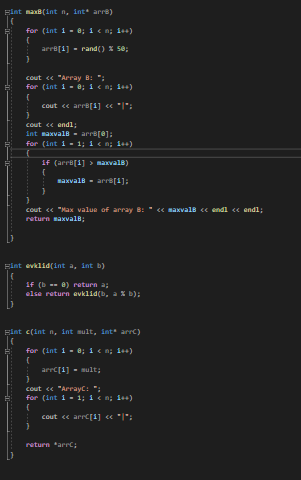 int maxB(int n, int* arrB)
{
for (int i = 0; i < n; i++)
{
arrB[i] = rand() % 50;
}
cout << "Array B: ";
for (int i = 0; i < n; i++)
{
cout << arrB[i] << "|";
}
cout << endl;
int maxvalB = arrB[0];
for (int i = 1; i < n; i++)
{
if (arrB[i] > maxvalB)
{
maxvalB = arrB[i];
}
}
cout << "Max value of array B: " << maxvalB << endl << endl;
return maxvalB;
}
int evklid(int a, int b)
{
if (b == 0) return a;
else return evklid(b, a % b);
}
int c(int n, int mult, int* arrC)
{
for (int i = 0; i < n; i++)
{
arrC[i] = mult;
}
cout << "ArrayC: ";
for (int i = 1; i < n; i++)
{
cout << arrC[i] << "|";
}
return *arrC;
}